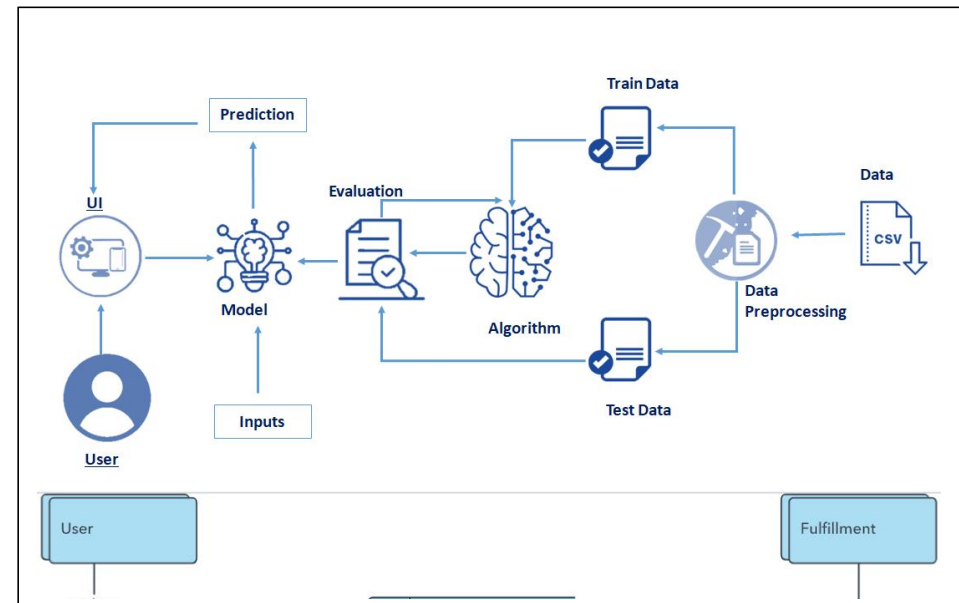 Train Data
Prediction
Data
Evaluation
UI
CSV
Model
Data
Preprocessing
Algorithm
Inputs
Test Data
User
User
Fulfillment